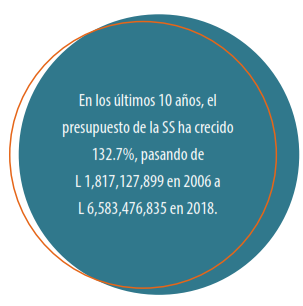 En los últimos 10 años, el
presupuesto de la SS ha crecido
132.7%, pasando de
L 1,817,127,899 en 2006 a
L 6,583,476,835 en 2018.